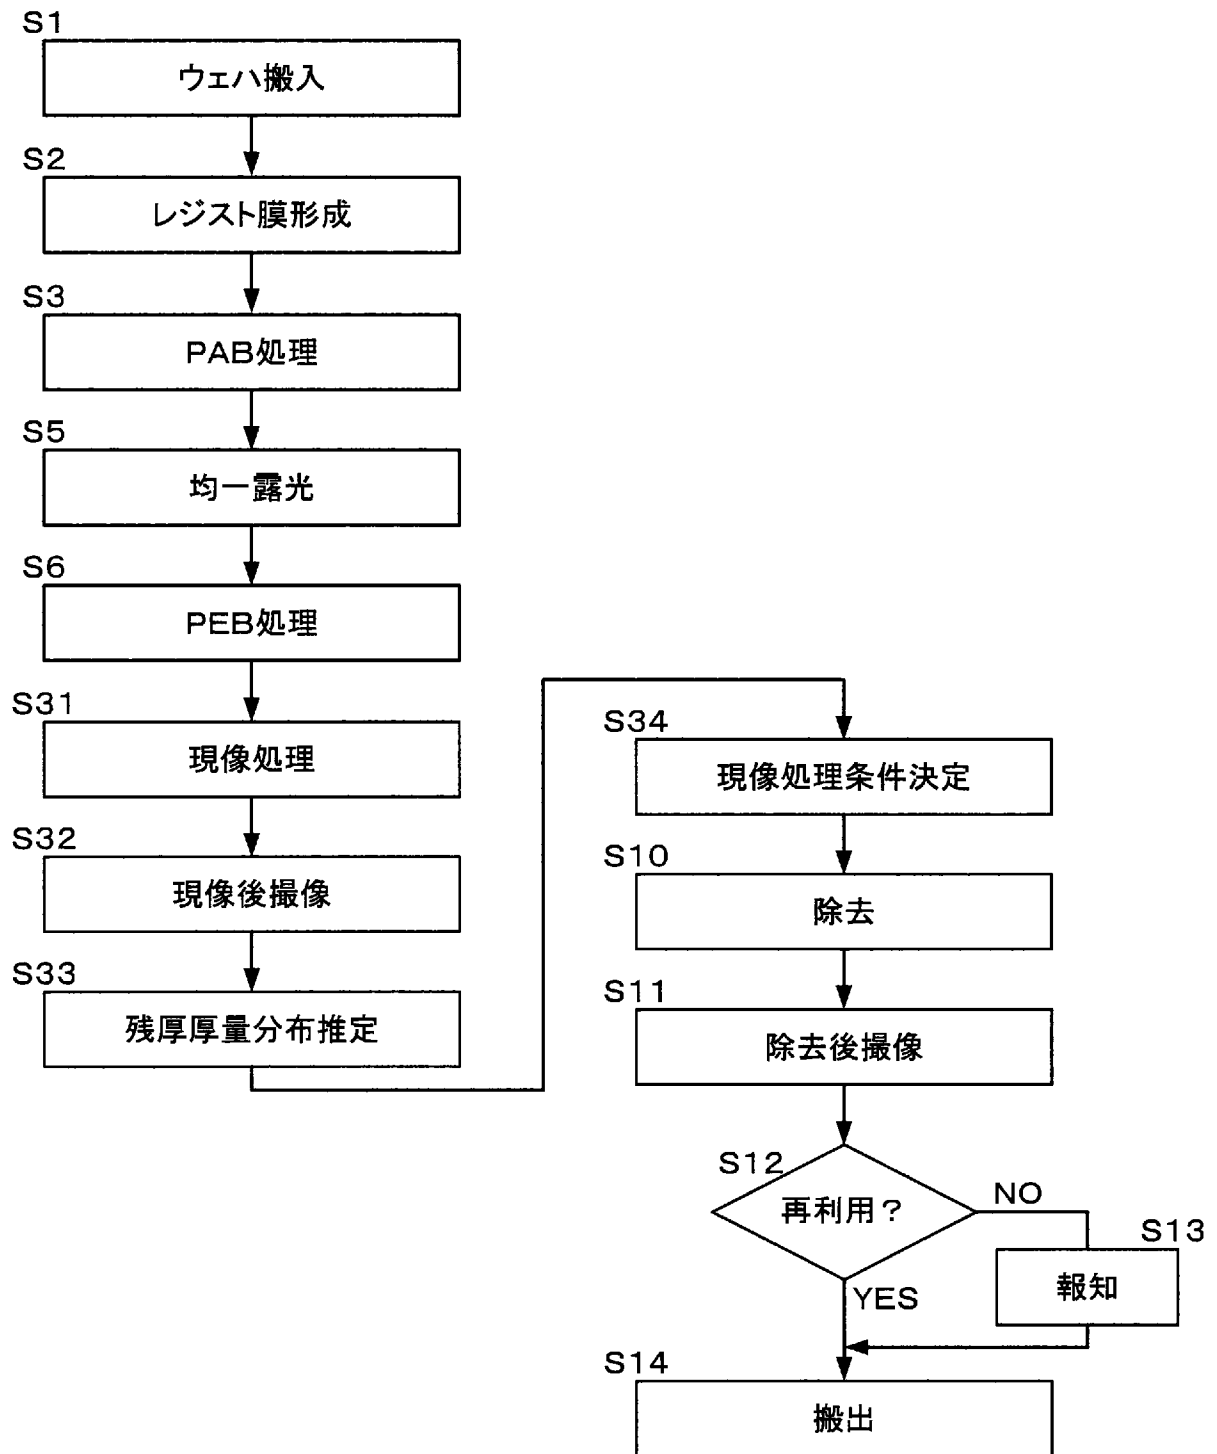 S1
ウェハ搬入
S2
レジスト膜形成
S3
PAB処理
S5
均一露光
S6
PEB処理
S31
現像処理
S32
現像後撮像
S33
残厚厚量分布推定
S34
現像処理条件決定
S10
除去
S11
除去後撮像
S12
再利用？
NO
S13
報知
YES
S14
搬出